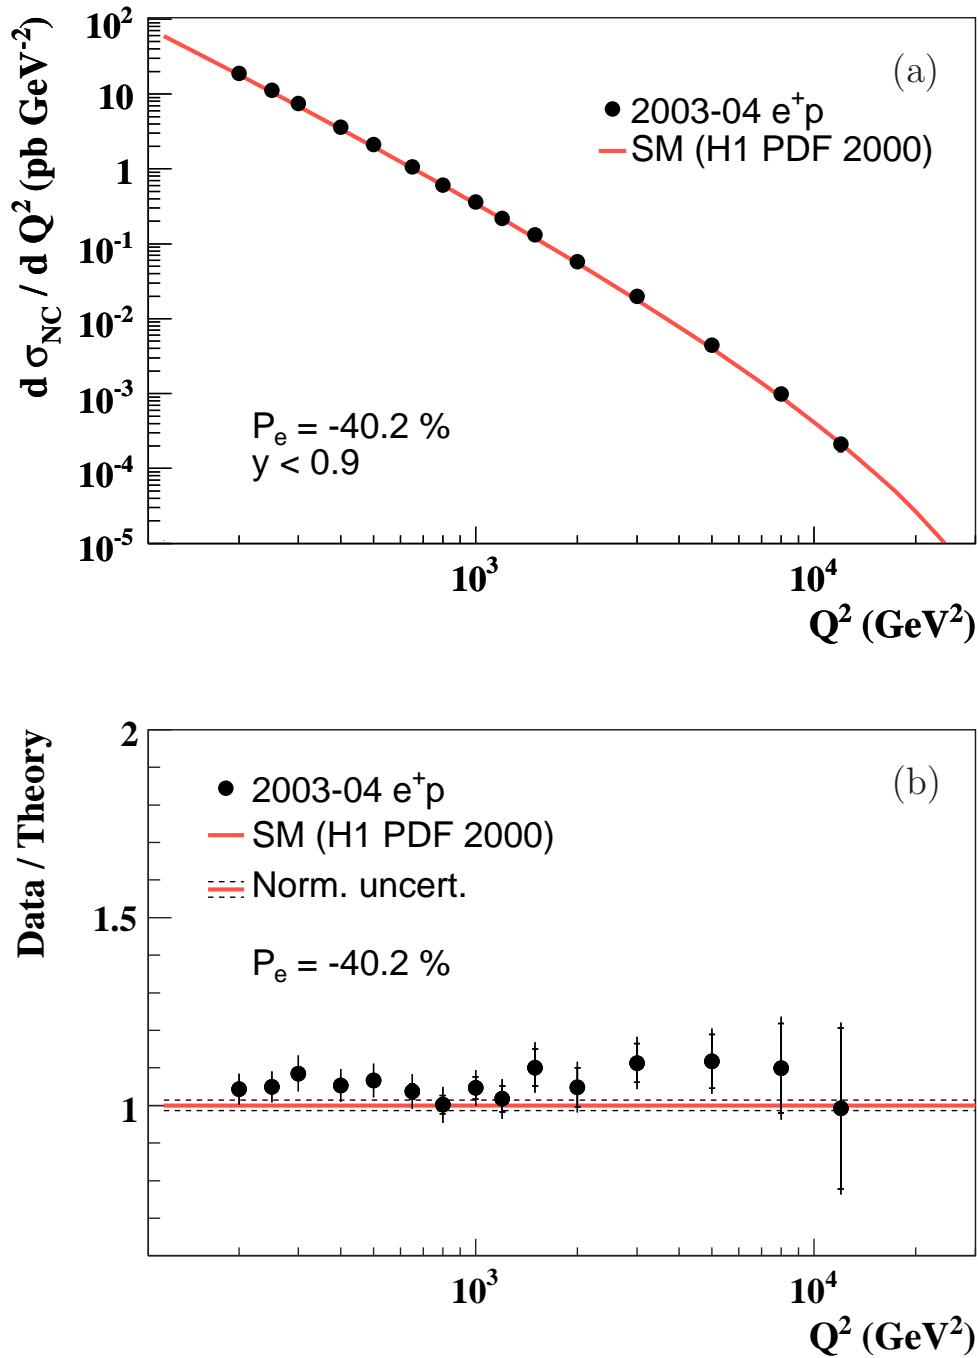 d σ_NC / d Q² (pb GeV⁻²)
(a)
2003-04 e⁺p
SM (H1 PDF 2000)
10²
10
1
10⁻¹
10⁻²
10⁻³
10⁻⁴
10⁻⁵
Pₑ = -40.2 %
y < 0.9
10³ 10⁴
Q² (GeV²)
Data / Theory
(b)
2003-04 e⁺p
SM (H1 PDF 2000)
Norm. uncert.
Pₑ = -40.2 %
2
1.5
1
10³ 10⁴
Q² (GeV²)